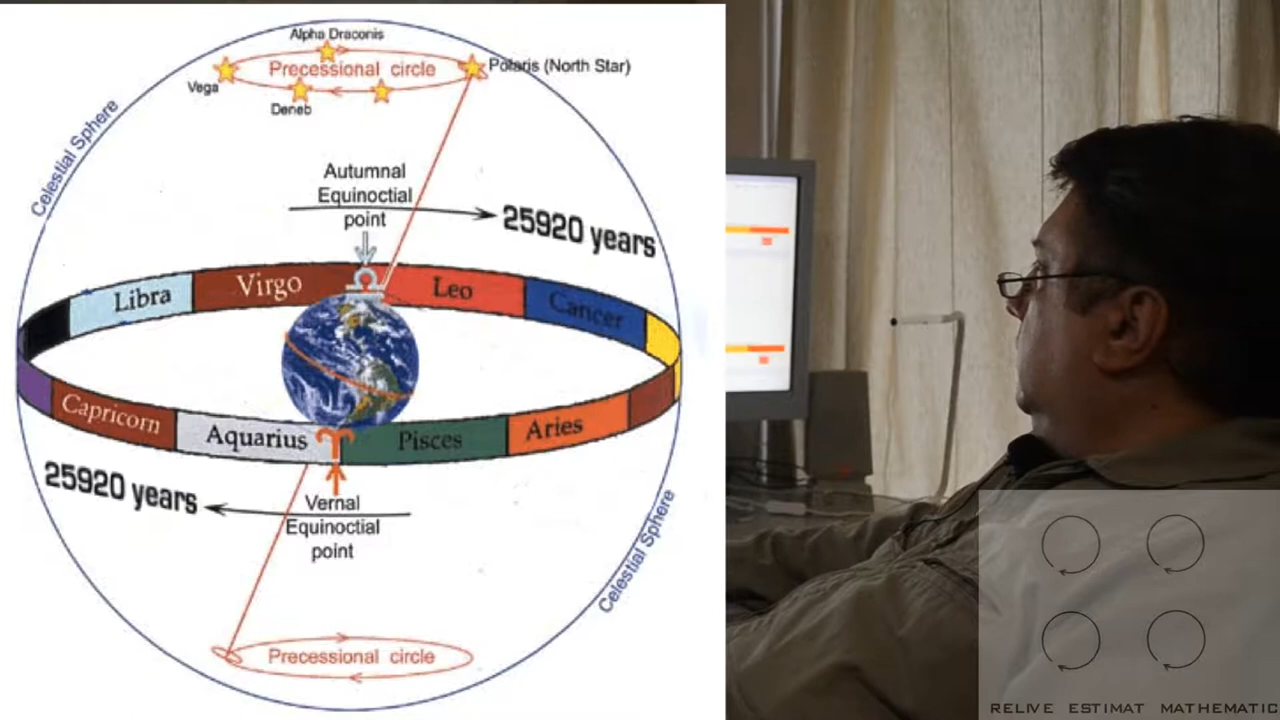 Alpha Draconis
Precessional circle
Polaris (North Star)
Vega
Deneb
Celestial Sphere
Autumnal
Equinoctial
point
25920 years
Libra
Virgo
Leo
Cancer
Capricorn
Aquarius
Pisces
Aries
25920 years
Vernal
Equinoctial
point
Celestial Sphere
Precessional circle
RELIVE ESTIMAT MATHEMATIC